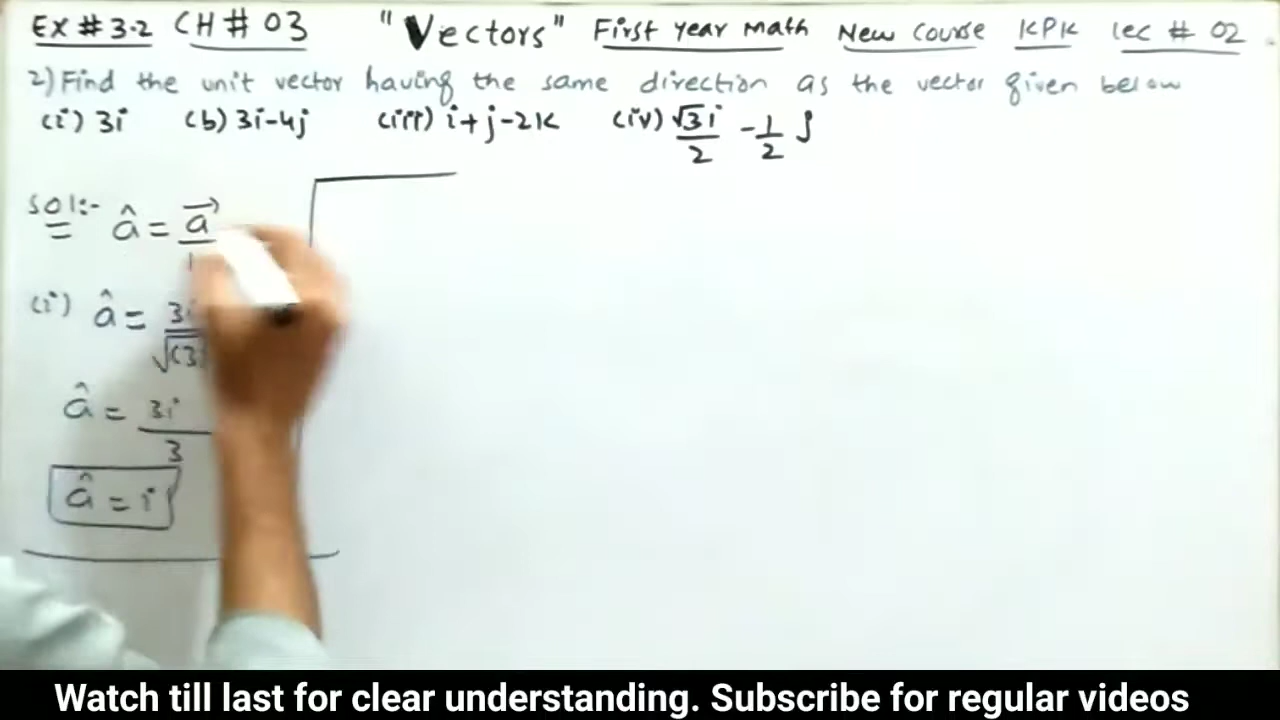 EX # 3.2 CH # 03 "Vectors" First year math New Course KPK lec # 02
2) Find the unit vector having the same direction as the vector given below
(i) 3i (b) 3i-4j (iii) i+j-2k (iv) √3i/2 - 1/2 j
Sol:- â = a⃗
(i) â = 3i
√(3)
â = 3i/3
â = i
Watch till last for clear understanding. Subscribe for regular videos